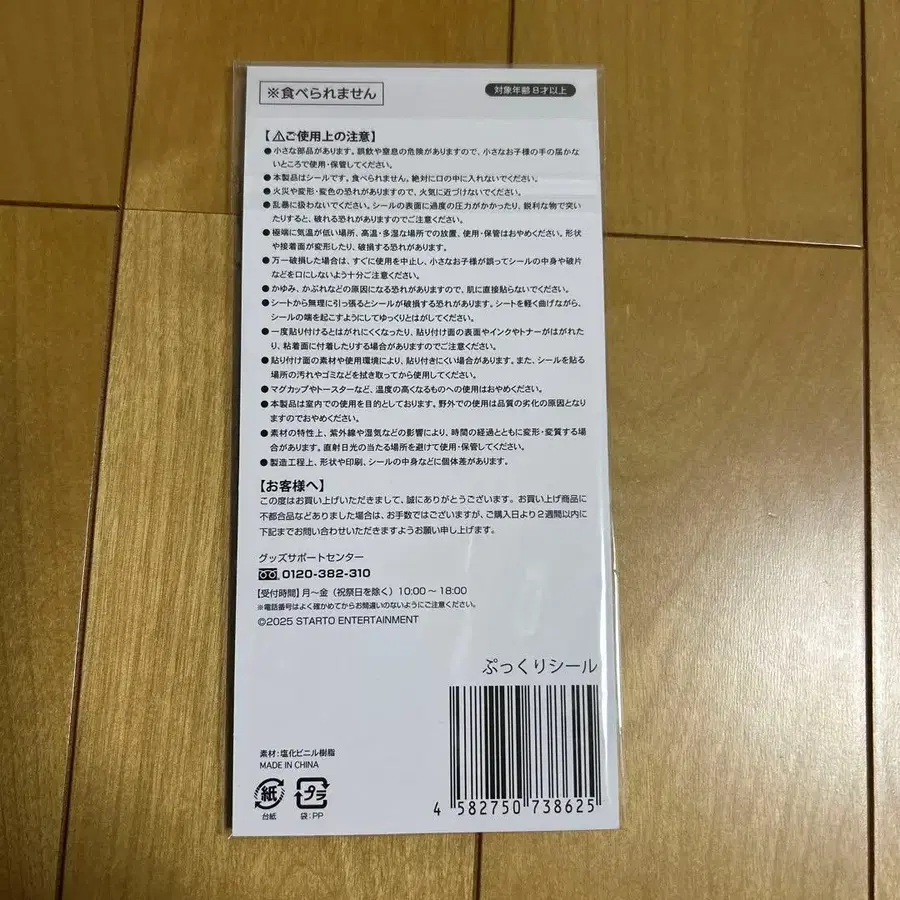 ※食べられません
対象年齢8才以上
【⚠ご使用上の注意】
●小さな部品があります。誤飲や窒息の危険がありますので、小さなお子様の手の届かな
いところで使用・保管してください。
●本製品はシールです。食べられません。絶対に口の中に入れないでください。
●火災や変形・変色の恐れがありますので、火気に近づけないでください。
●乱暴に扱わないでください。シールの表面に過度の圧力がかかったり、鋭利な物で突い
たりすると、破れる恐れがありますのでご注意ください。
●極端に気温が低い場所、高温・多湿な場所での放置、使用・保管はおやめください。形状
や接着面が変形したり、破損する恐れがあります。
●万一破損した場合は、すぐに使用を中止し、小さなお子様が誤ってシールの中身や破片
などを口にしないよう十分ご注意ください。
●かゆみ、かぶれなどの原因になる恐れがありますので、肌に直接貼らないでください。
●シートから無理に引っ張るとシールが破損する恐れがあります。シートを軽く曲げながら、
シールの端を起こすようにしてゆっくりとはがしてください。
●一度貼り付けるとはがれにくくなったり、貼り付け面の表面やインクやトナーがはがれた
り、粘着面に付着したりする場合がありますのでご注意ください。
●貼り付け面の素材や使用環境により、貼り付きにくい場合があります。また、シールを貼る
場所の汚れやゴミなどを拭き取ってから使用してください。
●マグカップやトースターなど、温度の高くなるものへの使用はおやめください。
●本製品は室内での使用を目的としております。野外での使用は品質の劣化の原因となり
ますのでおやめください。
●素材の特性上、紫外線や湿気などの影響により、時間の経過とともに変形・変質する場
合があります。直射日光の当たる場所を避けて使用・保管してください。
●製造工程上、形状や印刷、シールの中身などに個体差があります。
【お客様へ】
この度はお買い上げいただきまして、誠にありがとうございます。お買い上げ商品に
不都合品などありました場合は、お手数ではございますが、ご購入日より2週間以内に
下記までお問い合わせいただきますようお願い申し上げます。
グッズサポートセンター
0120-382-310
【受付時間】月～金（祝祭日を除く）10:00～18:00
※電話番号はよく確かめてからお間違いのないようにご注意ください。
©2025 STARTO ENTERTAINMENT
ぷっくりシール
素材:塩化ビニル樹脂
MADE IN CHINA
紙
台紙
プラ
袋:PP
4 582750 738625